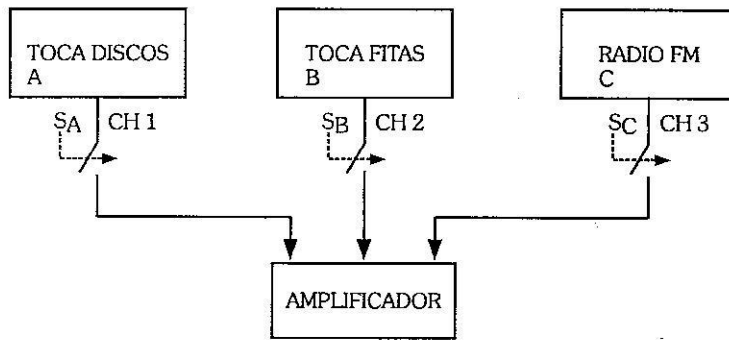 TOCA DISCOS
A
TOCA FITAS
B
RADIO FM
C
SA CH 1
SB CH 2
SC CH 3
AMPLIFICADOR